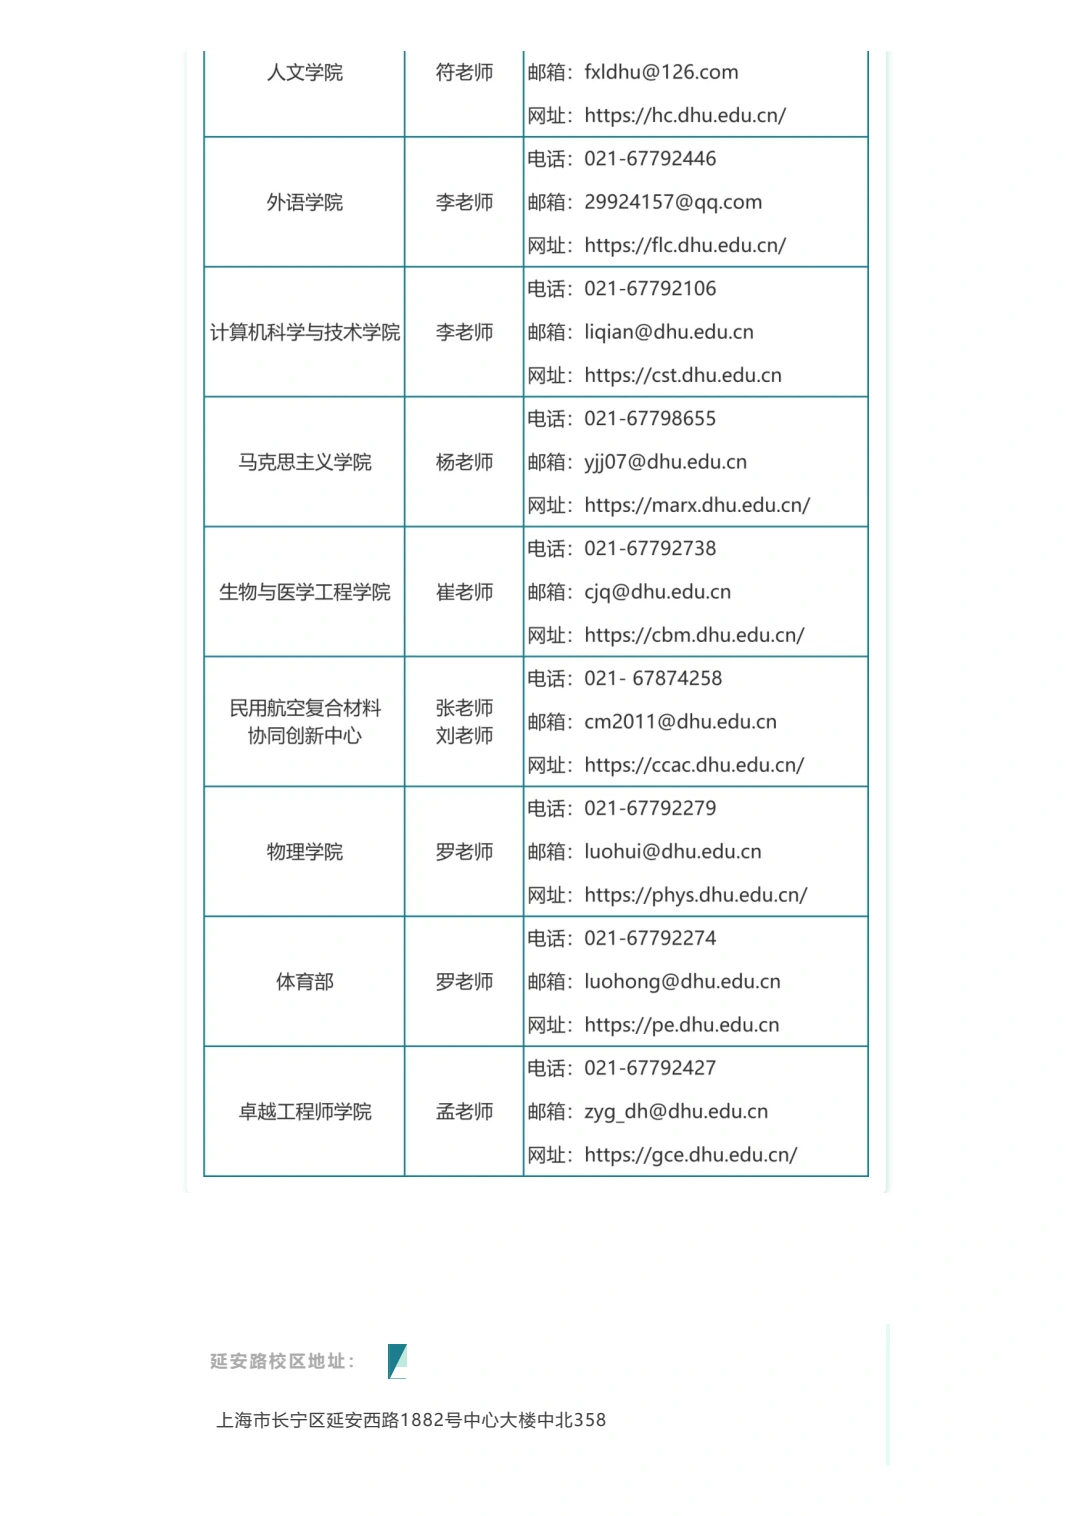 人文学院
符老师
邮箱：fxldhu@126.com
网址：https://hc.dhu.edu.cn/
外语学院
李老师
电话：021-67792446
邮箱：29924157@qq.com
网址：https://flc.dhu.edu.cn/
计算机科学与技术学院
李老师
电话：021-67792106
邮箱：liqian@dhu.edu.cn
网址：https://cst.dhu.edu.cn
马克思主义学院
杨老师
电话：021-67798655
邮箱：yjj07@dhu.edu.cn
网址：https://marx.dhu.edu.cn/
生物与医学工程学院
崔老师
电话：021-67792738
邮箱：cjq@dhu.edu.cn
网址：https://cbm.dhu.edu.cn/
民用航空复合材料
协同创新中心
张老师
刘老师
电话：021- 67874258
邮箱：cm2011@dhu.edu.cn
网址：https://ccac.dhu.edu.cn/
物理学院
罗老师
电话：021-67792279
邮箱：luohui@dhu.edu.cn
网址：https://phys.dhu.edu.cn/
体育部
罗老师
电话：021-67792274
邮箱：luohong@dhu.edu.cn
网址：https://pe.dhu.edu.cn
卓越工程师学院
孟老师
电话：021-67792427
邮箱：zyg_dh@dhu.edu.cn
网址：https://gce.dhu.edu.cn/
延安路校区地址：
上海市长宁区延安西路1882号中心大楼中北358